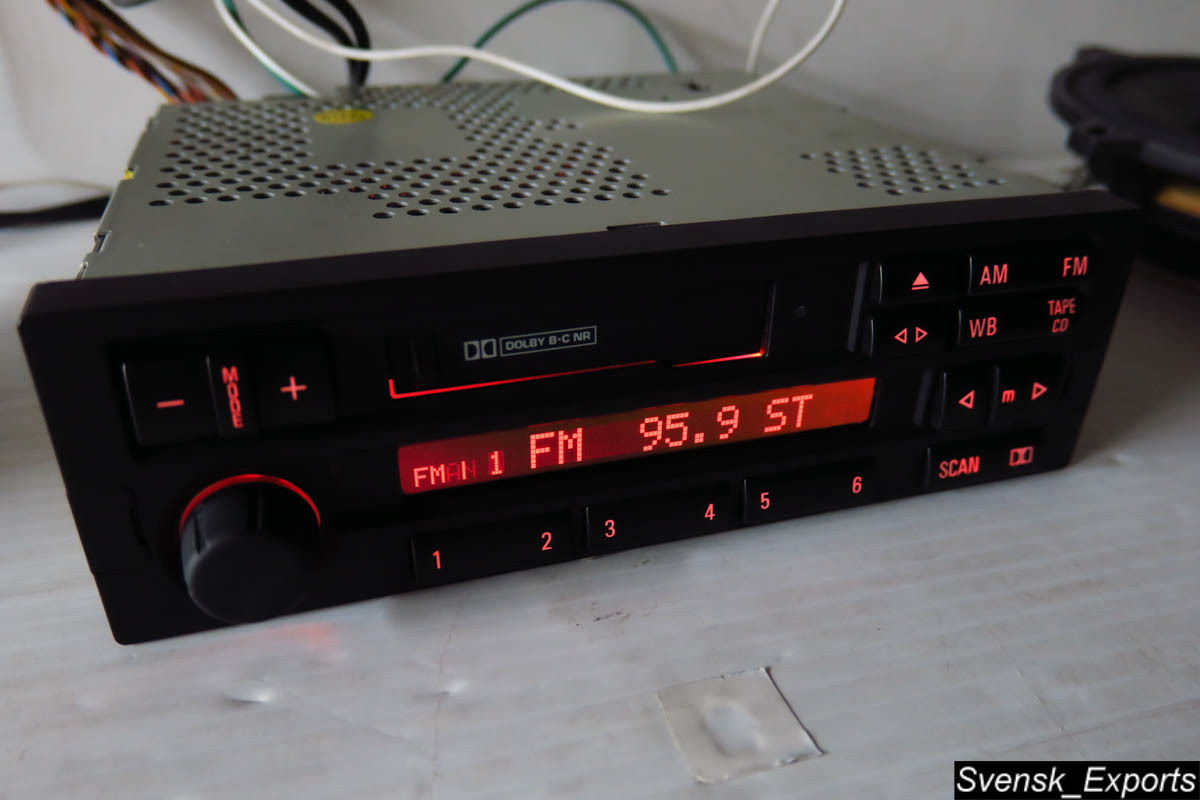 AM FM
DOLBY B·C NR
WB TAPE
CD
− MODE +
m
FM 1 FM 95.9 ST
SCAN
1 2 3 4 5 6
Svensk_Exports